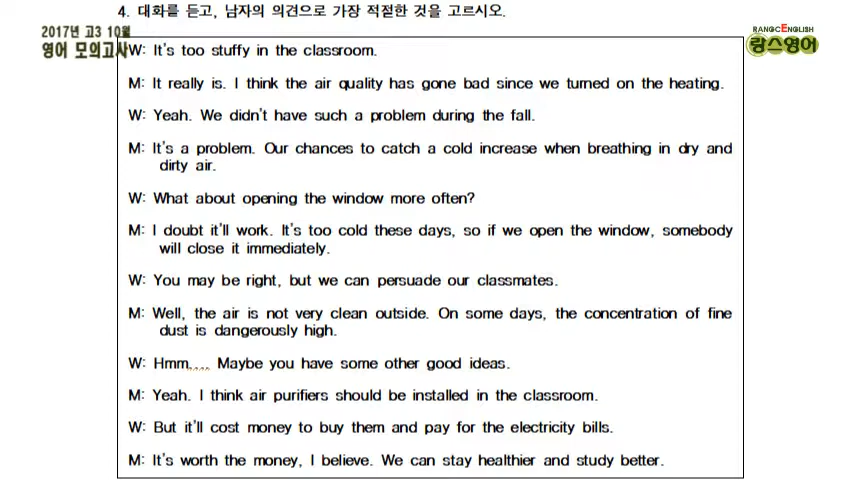 4. 대화를 듣고, 남자의 의견으로 가장 적절한 것을 고르시오.
2017년 고3 10월
영어 모의고사
RANGCENGLISH
랑스영어
W: It's too stuffy in the classroom.
M: It really is. I think the air quality has gone bad since we turned on the heating.
W: Yeah. We didn't have such a problem during the fall.
M: It's a problem. Our chances to catch a cold increase when breathing in dry and
dirty air.
W: What about opening the window more often?
M: I doubt it'll work. It's too cold these days, so if we open the window, somebody
will close it immediately.
W: You may be right, but we can persuade our classmates.
M: Well, the air is not very clean outside. On some days, the concentration of fine
dust is dangerously high.
W: Hmm.... Maybe you have some other good ideas.
M: Yeah. I think air purifiers should be installed in the classroom.
W: But it'll cost money to buy them and pay for the electricity bills.
M: It's worth the money, I believe. We can stay healthier and study better.